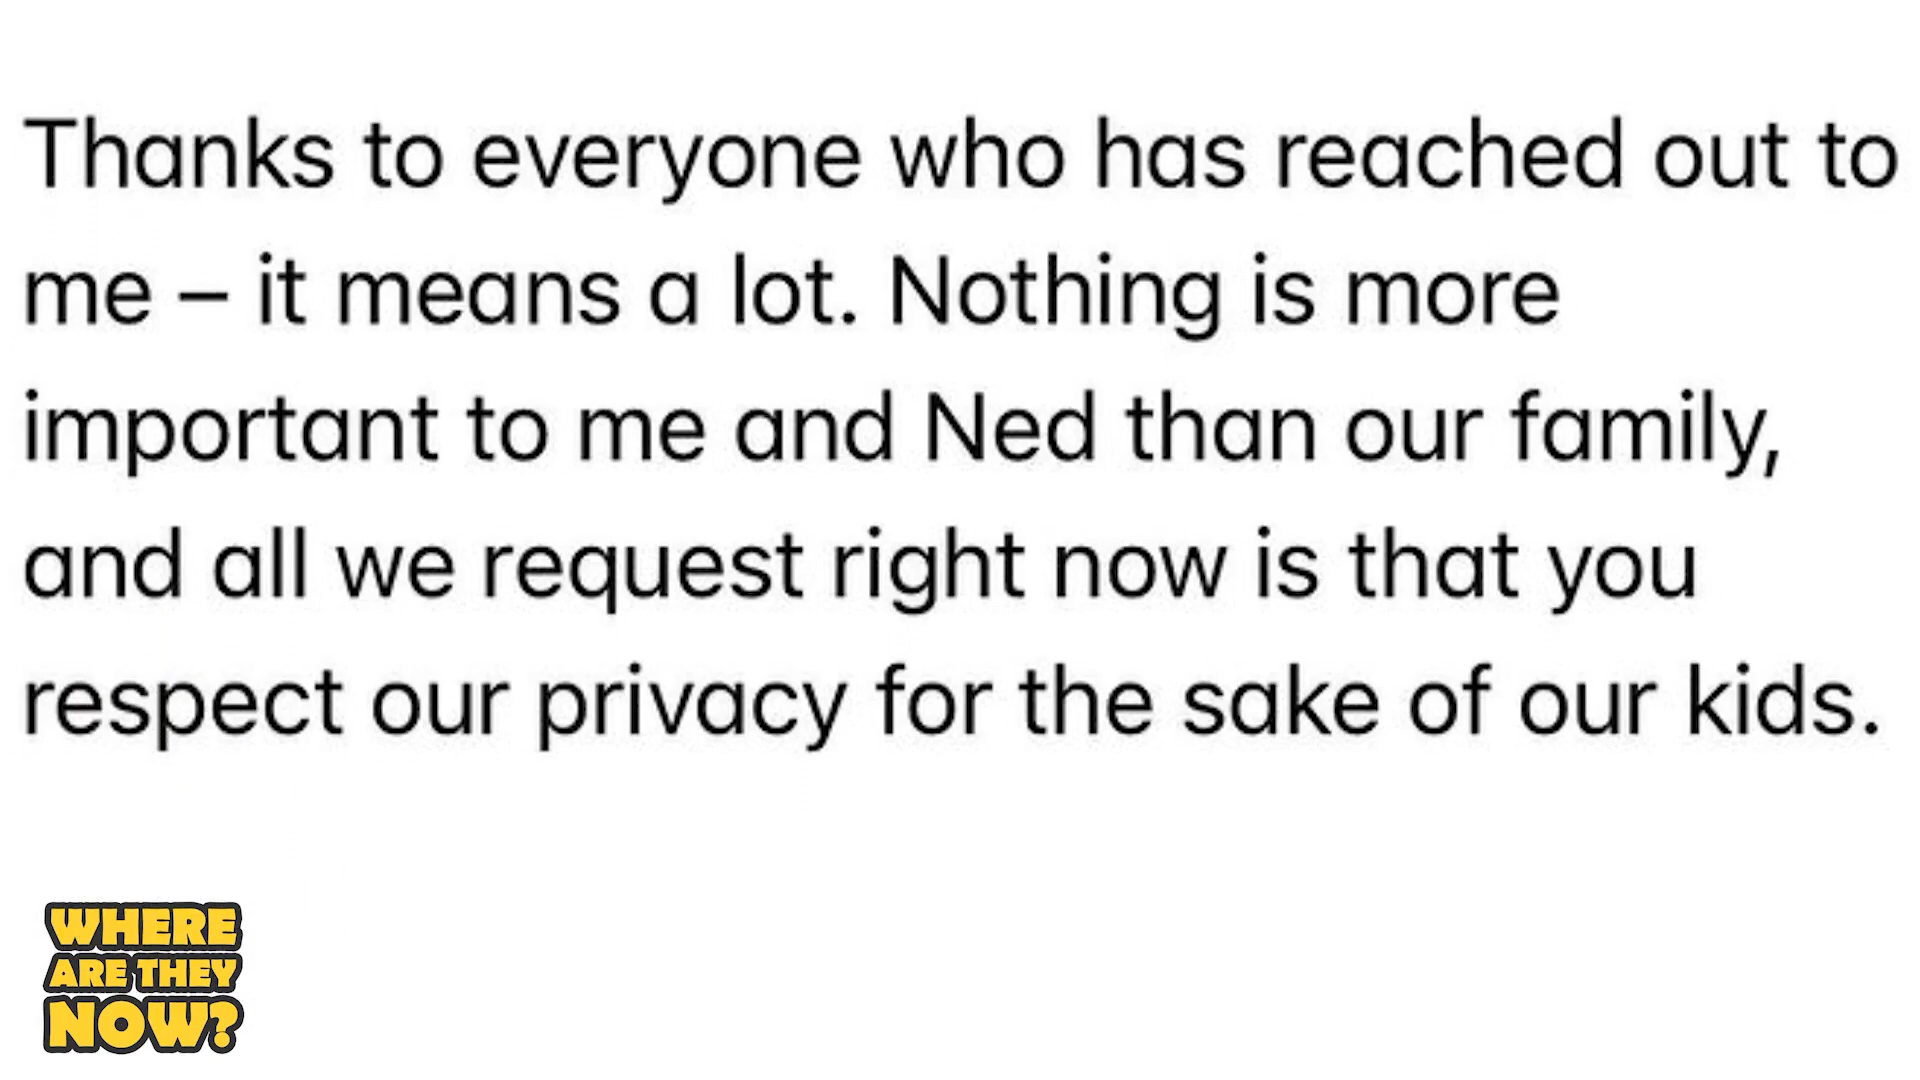 Thanks to everyone who has reached out to
me – it means a lot. Nothing is more
important to me and Ned than our family,
and all we request right now is that you
respect our privacy for the sake of our kids.
WHERE
ARE THEY
NOW?